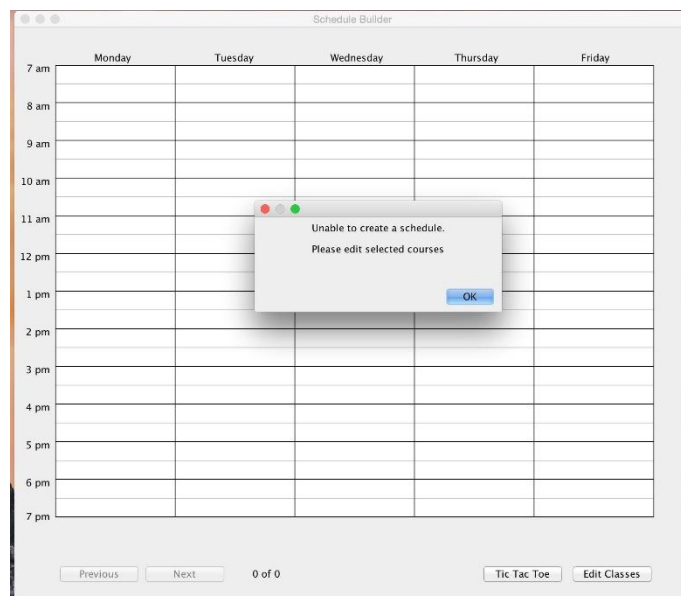 Schedule Builder
Monday Tuesday Wednesday Thursday Friday
7 am
8 am
9 am
10 am
11 am
Unable to create a schedule.
12 pm
Please edit selected courses
1 pm
OK
2 pm
3 pm
4 pm
5 pm
6 pm
7 pm
Previous Next 0 of 0 Tic Tac Toe Edit Classes